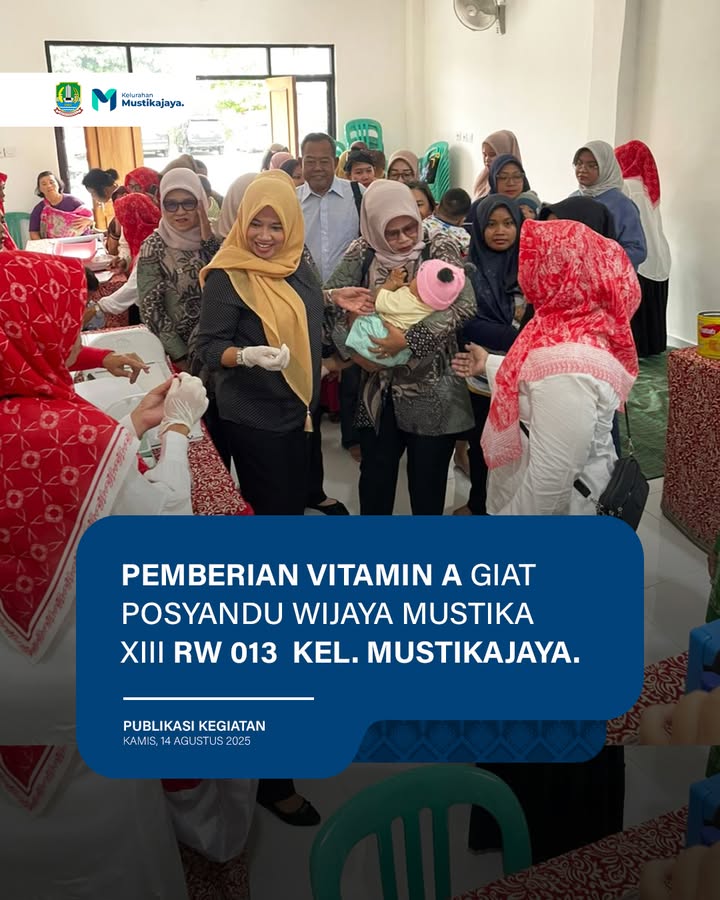 Kelurahan
Mustikajaya.
PEMBERIAN VITAMIN A GIAT
POSYANDU WIJAYA MUSTIKA
XIII RW 013 KEL. MUSTIKAJAYA.
PUBLIKASI KEGIATAN
KAMIS, 14 AGUSTUS 2025